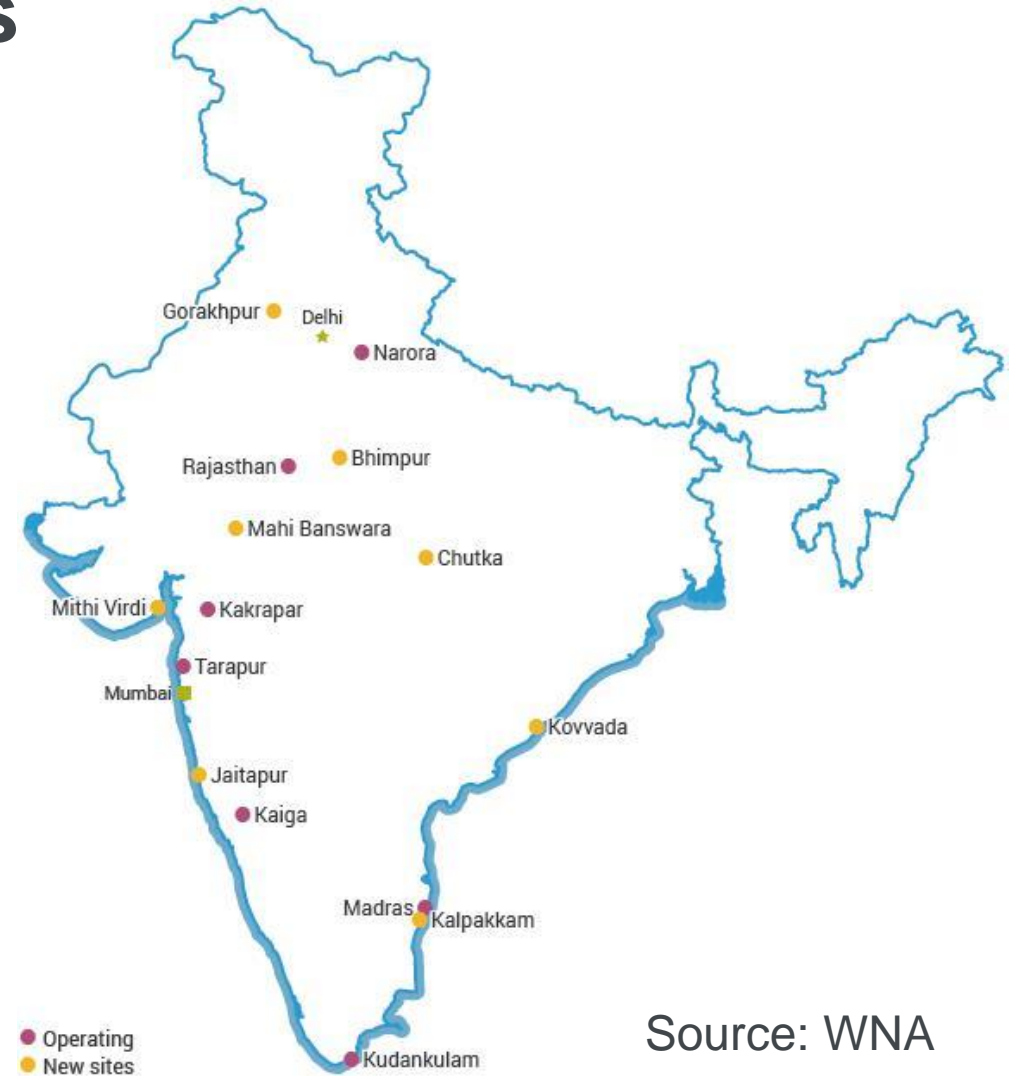 s
Gorakhpur
Delhi
Narora
Rajasthan
Bhimpur
Mahi Banswara
Chutka
Mithi Virdi
Kakrapar
Tarapur
Mumbai
Kovvada
Jaitapur
Kaiga
Madras
Kalpakkam
Operating
New sites
Kudankulam
Source: WNA